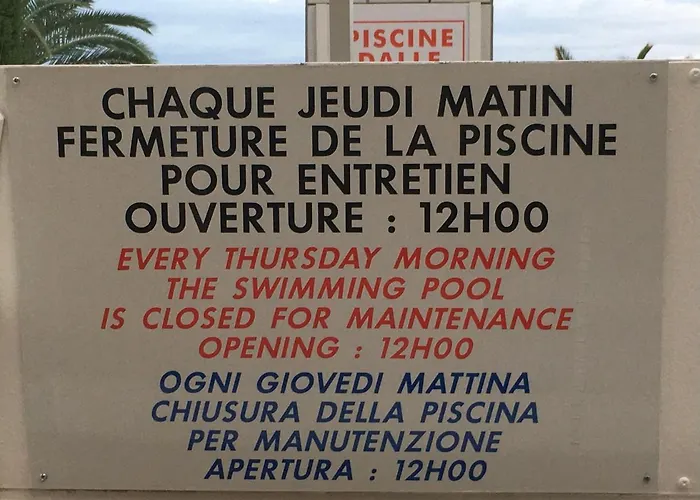 PISCINE
DALLE
CHAQUE JEUDI MATIN
FERMETURE DE LA PISCINE
POUR ENTRETIEN
OUVERTURE : 12H00
EVERY THURSDAY MORNING
THE SWIMMING POOL
IS CLOSED FOR MAINTENANCE
OPENING : 12H00
OGNI GIOVEDI MATTINA
CHIUSURA DELLA PISCINA
PER MANUTENZIONE
APERTURA : 12H00